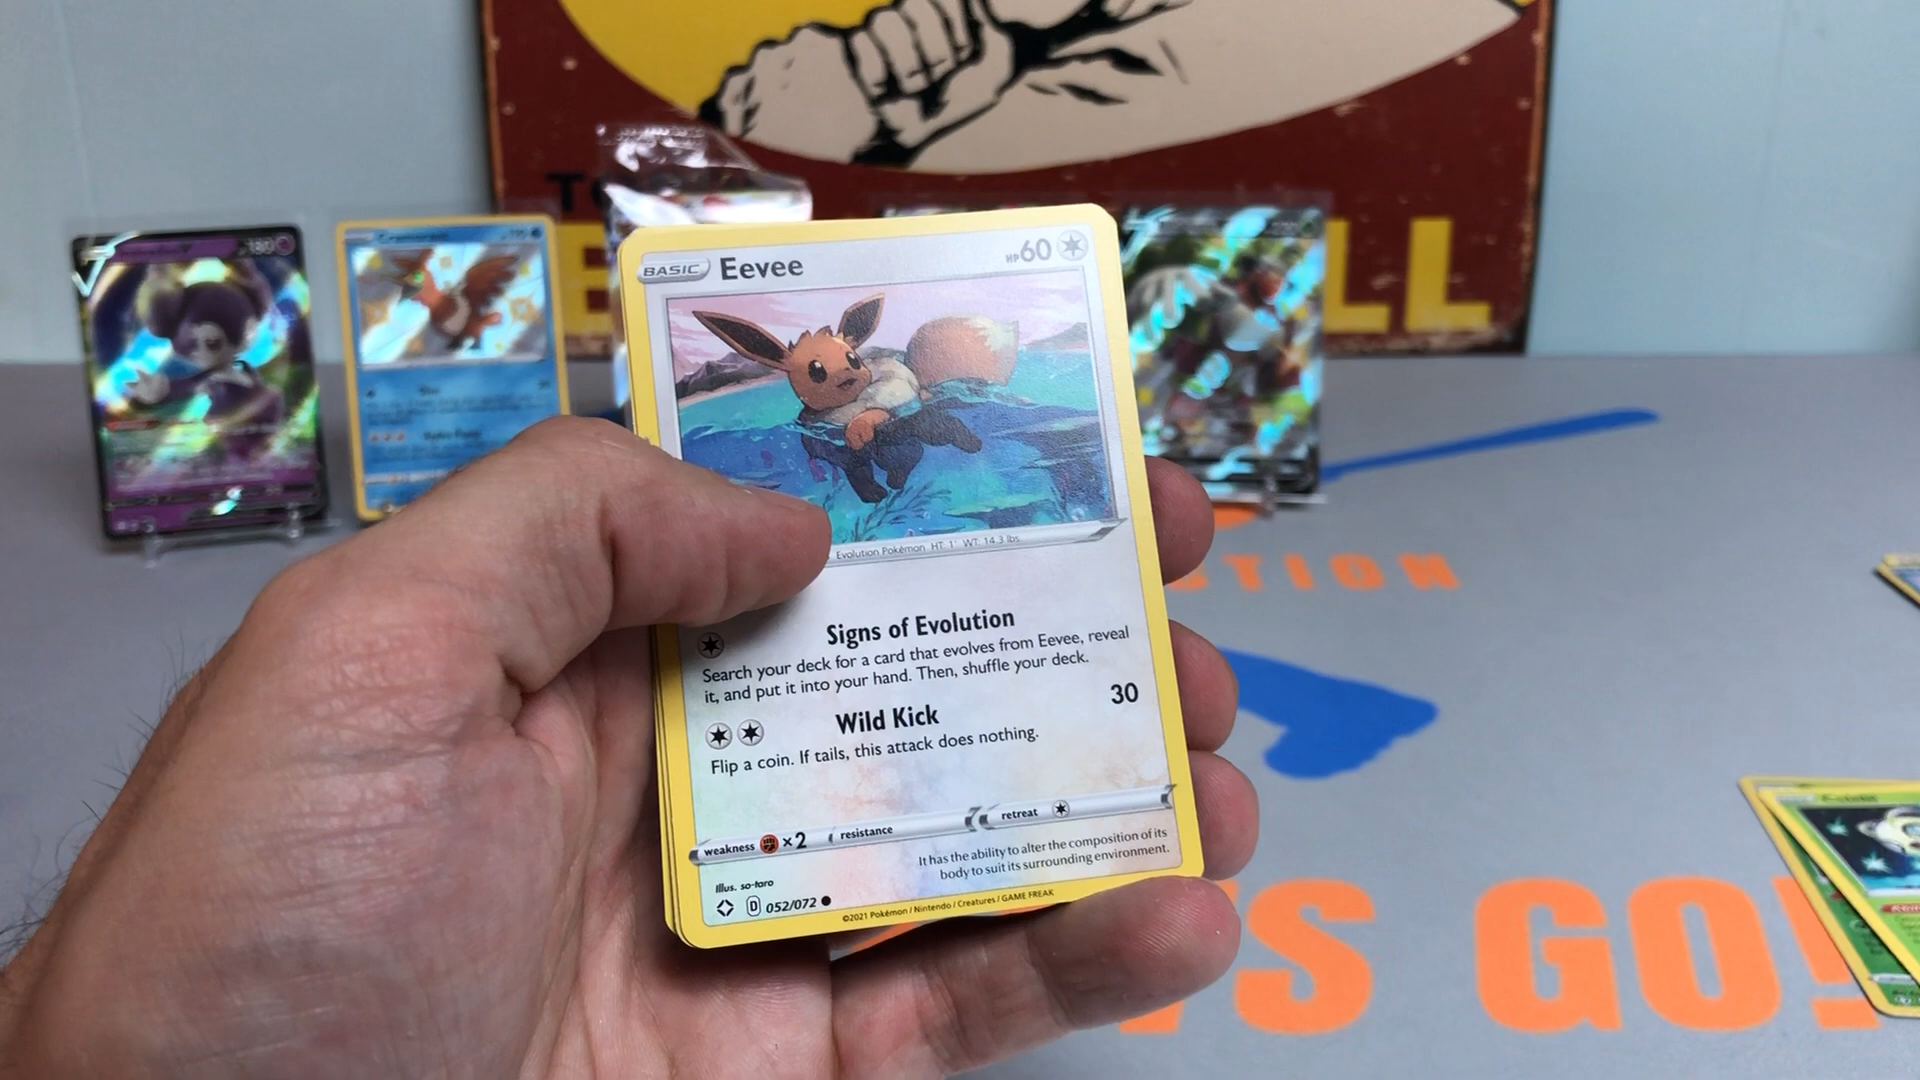 BASIC Eevee HP 60
Evolution Pokémon HT: 1' WT: 14.3 lbs.
Signs of Evolution
Search your deck for a card that evolves from Eevee, reveal
it, and put it into your hand. Then, shuffle your deck.
Wild Kick 30
Flip a coin. If tails, this attack does nothing.
weakness ×2 resistance retreat
It has the ability to alter the composition of its
body to suit its surrounding environment.
Illus. so-taro
D 052/072
©2021 Pokémon / Nintendo / Creatures / GAME FREAK
180
LL
CTION
S GO!